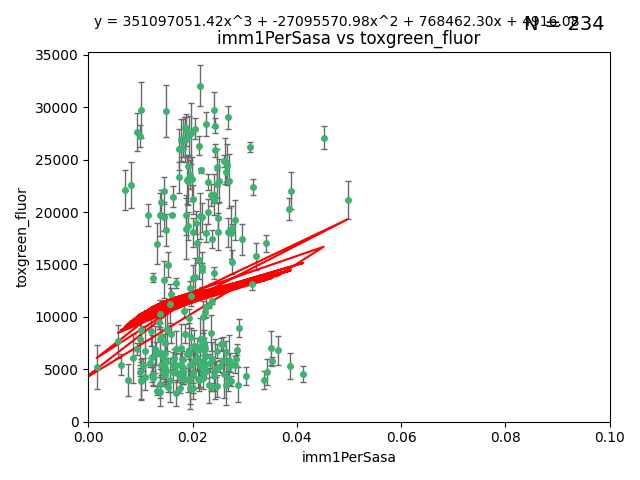 y = 351097051.42x^3 + -27095570.98x^2 + 768462.30x + 4916.08
N = 234
imm1PerSasa vs toxgreen_fluor
35000
30000
25000
20000
15000
10000
5000
0
toxgreen_fluor
0.00 0.02 0.04 0.06 0.08 0.10
imm1PerSasa